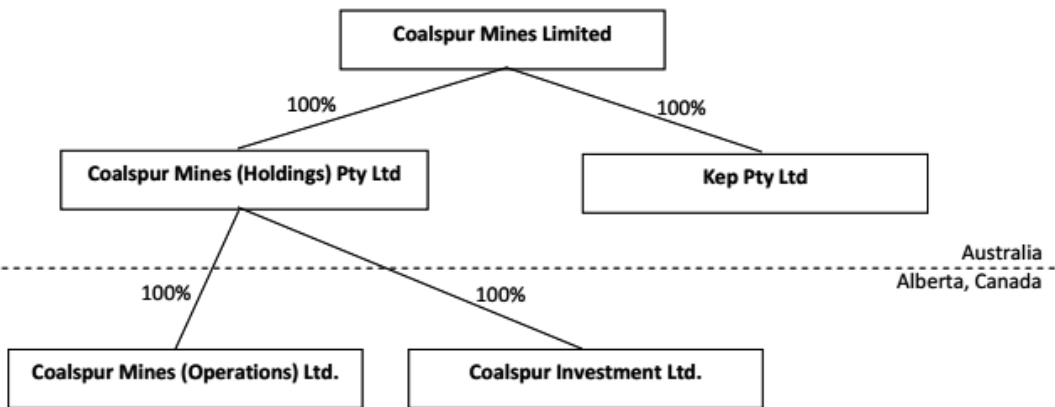 Coalspur Mines Limited
100%
100%
Coalspur Mines (Holdings) Pty Ltd
Kep Pty Ltd
Australia
Alberta, Canada
100%
100%
Coalspur Mines (Operations) Ltd.
Coalspur Investment Ltd.